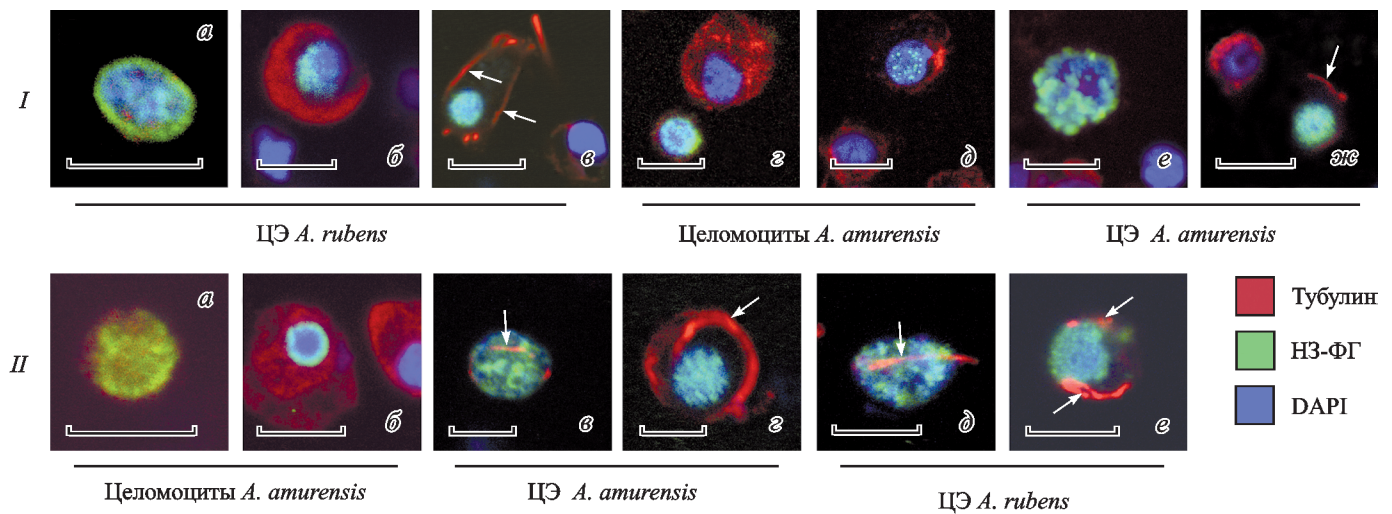 I
а
б
в
г
д
е
ж
ЦЭ A. rubens
Целомоциты A. amurensis
ЦЭ A. amurensis
II
а
б
в
г
д
е
Целомоциты A. amurensis
ЦЭ A. amurensis
ЦЭ A. rubens
Тубулин
НЗ-ФГ
DAPI